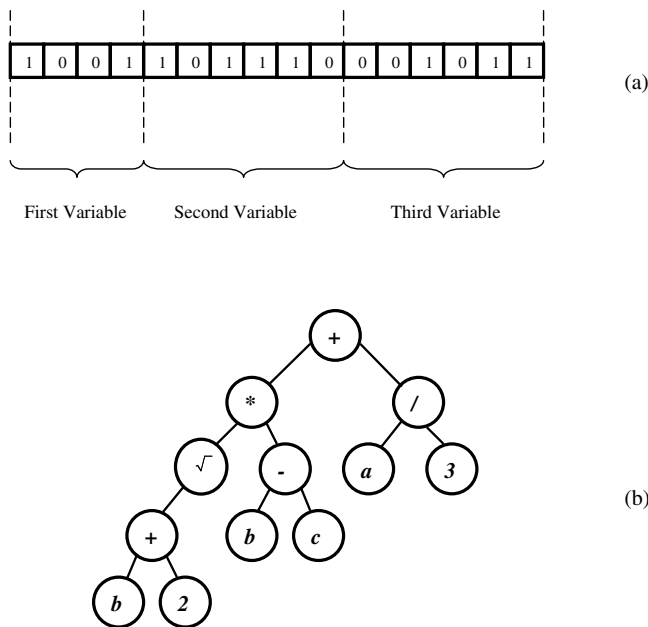 1 0 0 1 1 0 1 1 1 0 0 0 1 0 1 1
(a)
First Variable Second Variable Third Variable
+
* /
√ - a 3
(b)
+ b c
b 2